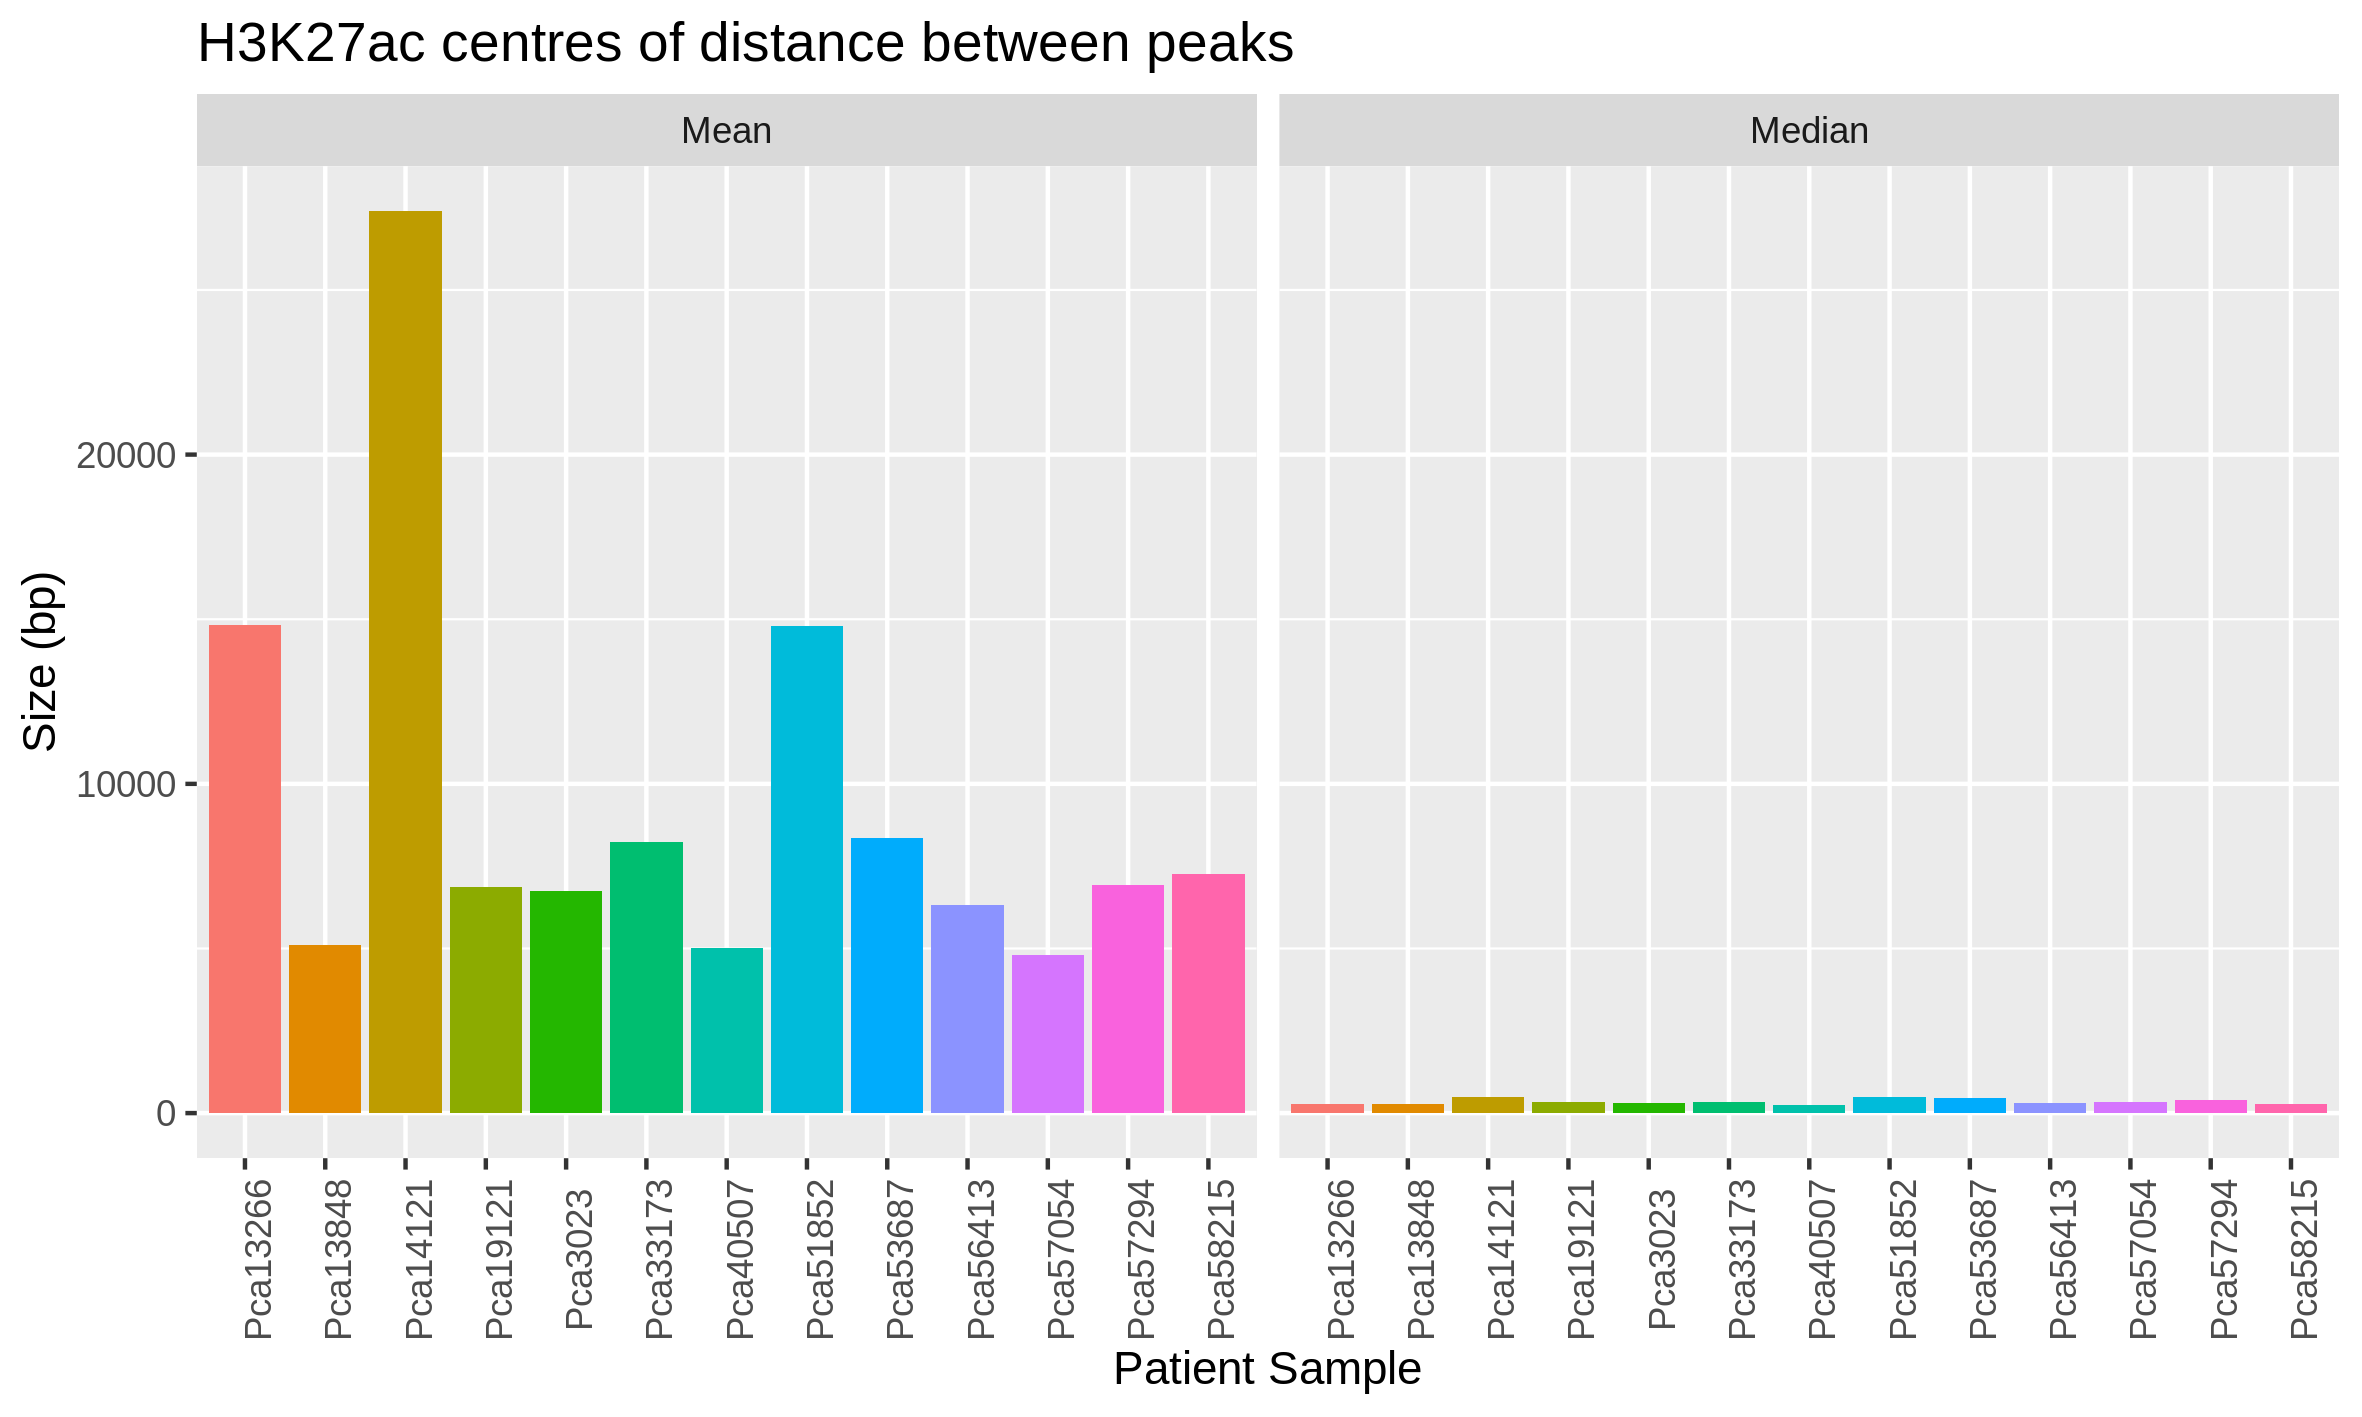 H3K27ac centres of distance between peaks
Mean
Median
Size (bp)
20000
10000
0
Pca13266
Pca13848
Pca14121
Pca19121
Pca30023
Pca33173
Pca40507
Pca51852
Pca53687
Pca56413
Pca57054
Pca57294
Pca58215
Pca13266
Pca13848
Pca14121
Pca19121
Pca30023
Pca33173
Pca40507
Pca51852
Pca53687
Pca56413
Pca57054
Pca57294
Pca58215
Patient Sample